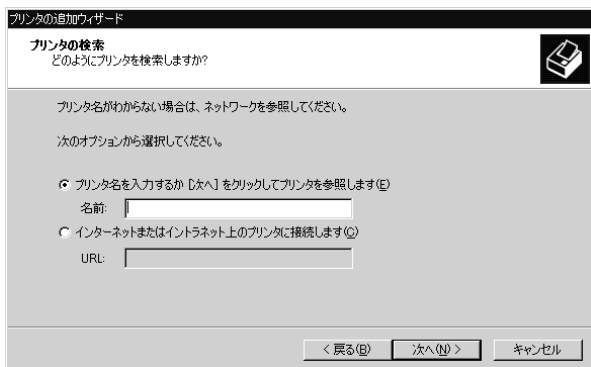 プリンタの追加ウィザード
プリンタの検索
どのようにプリンタを検索しますか?
プリンタ名がわからない場合は、ネットワークを参照してください。
次のオプションから選択してください。
プリンタ名を入力するか [次へ] をクリックしてプリンタを参照します(E)
名前:
インターネットまたはイントラネット上のプリンタに接続します(C)
URL:
< 戻る(B) 次へ(N) > キャンセル